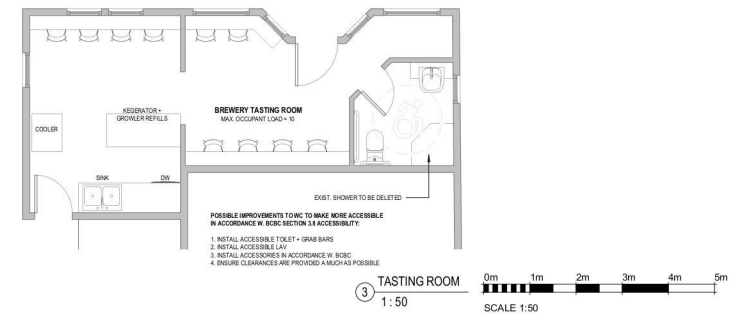 KEGERATOR +
GROWLER REFILLS
BREWERY TASTING ROOM
MAX. OCCUPANT LOAD = 10
COOLER
SINK
DW
EXIST. SHOWER TO BE DELETED
POSSIBLE IMPROVEMENTS TO WC TO MAKE MORE ACCESSIBLE
IN ACCORDANCE W. BCBC SECTION 3.8 ACCESSIBILITY:
1. INSTALL ACCESSIBLE TOILET + GRAB BARS
2. INSTALL ACCESSIBLE LAV
3. INSTALL ACCESSORIES IN ACCORDANCE W. BCBC
4. ENSURE CLEARANCES ARE PROVIDED A MUCH AS POSSIBLE
3 TASTING ROOM
1 : 50
0m 1m 2m 3m 4m 5m
SCALE 1:50